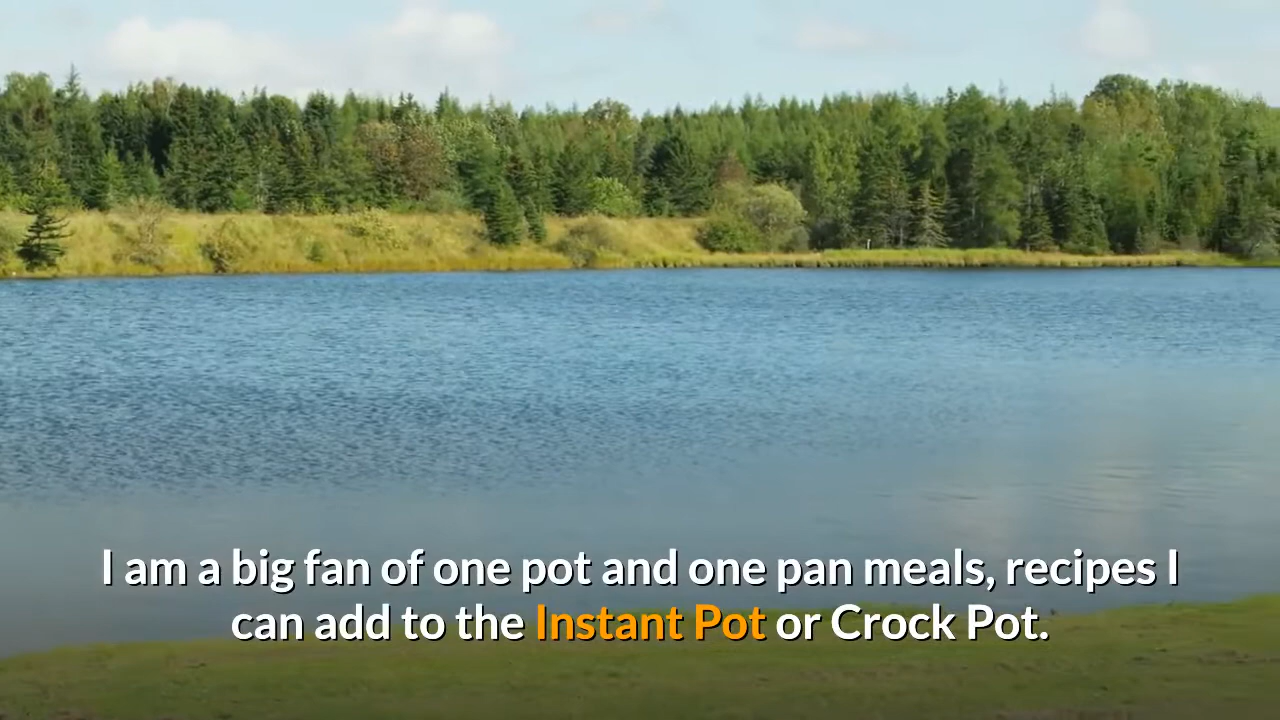 I am a big fan of one pot and one pan meals, recipes I
can add to the Instant Pot or Crock Pot.